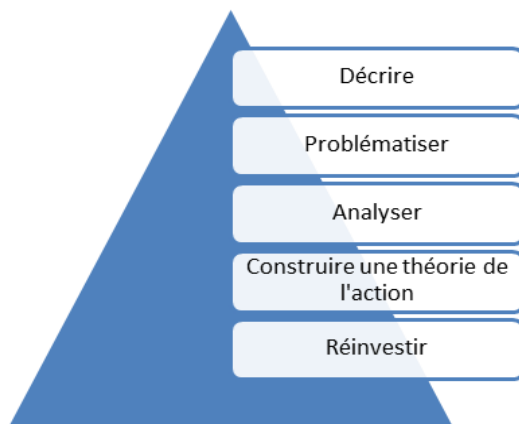 Décrire
Problématiser
Analyser
Construire une théorie de
l'action
Réinvestir